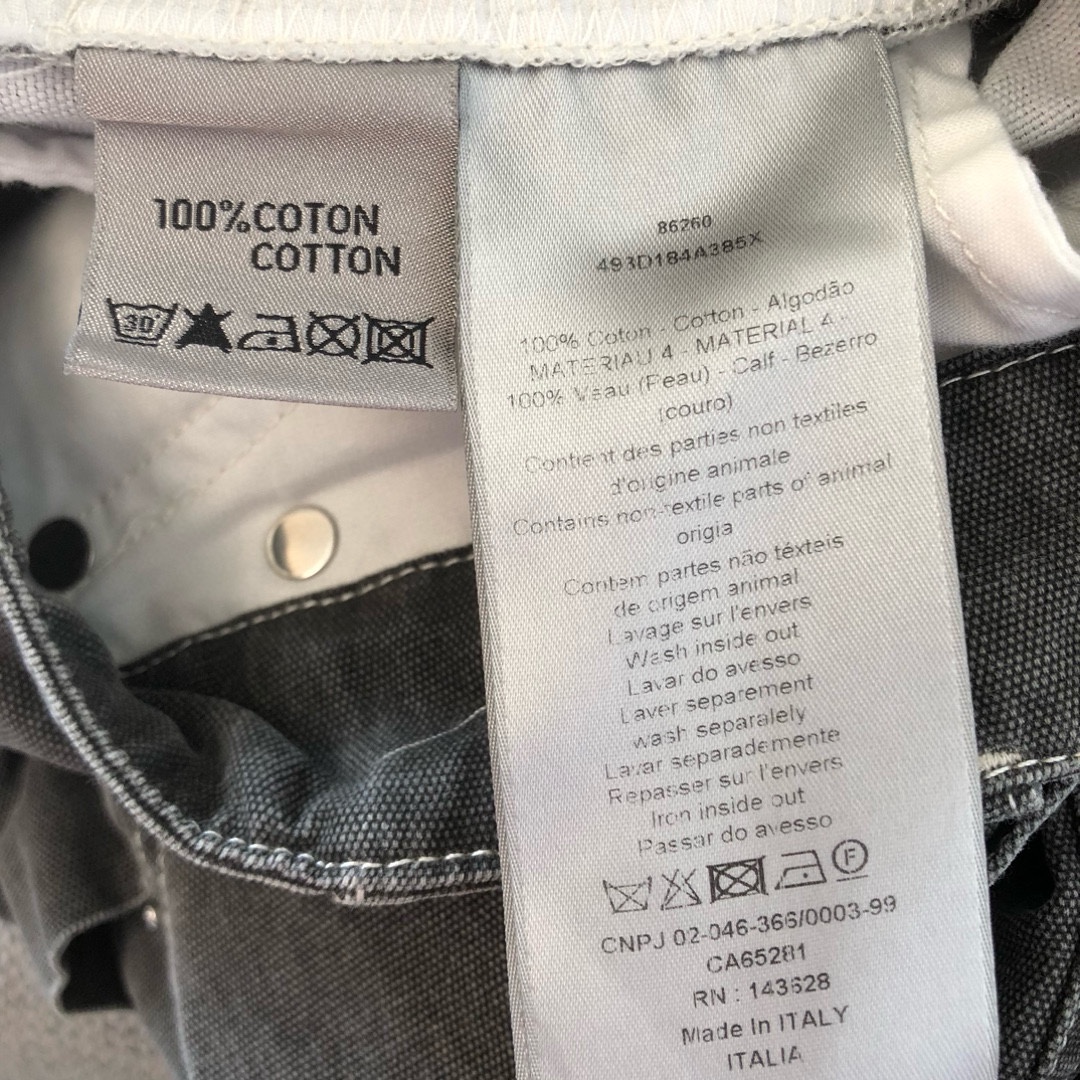 100%COTON
COTTON
30
86260
493D184A385X
100% Coton - Cotton - Algodão
MATERIAU 4 - MATERIAL 4 -
100% Veau (Peau) - Calf - Bezerro
(couro)
Contient des parties non textiles
d'origine animale
Contains non-textile parts of animal
origia
Contem partes não têxteis
de origem animal
Lavage sur l'envers
Wash inside out
Lavar do avesso
Laver separement
wash separalely
Lavar separademente
Repasser sur l'envers
Iron inside out
Passar do avesso
F
CNPJ 02-046-366/0003-99
CA65281
RN : 143628
Made In ITALY
ITALIA